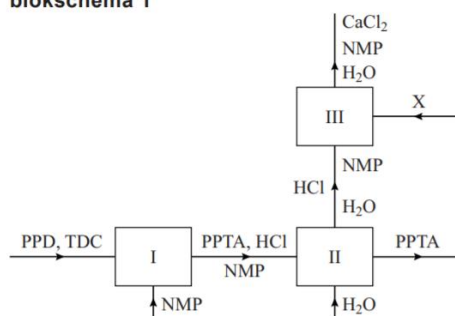 blokschema 1
CaCl₂
NMP
H₂O
III
X
NMP
HCl
H₂O
PPD, TDC
I
PPTA, HCl
NMP
II
PPTA
NMP
H₂O